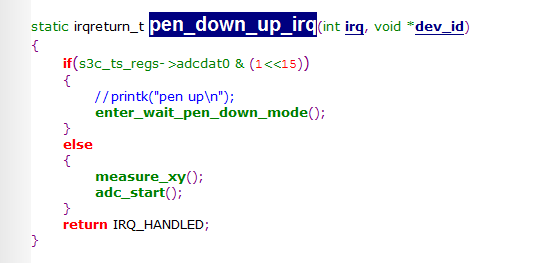 static irqreturn_t pen_down_up_irq(int irq, void *dev_id)
{
if(s3c_ts_regs->adcdat0 & (1<<15))
{
//printk("pen up\n");
enter_wait_pen_down_mode();
}
else
{
measure_xy();
adc_start();
}
return IRQ_HANDLED;
}